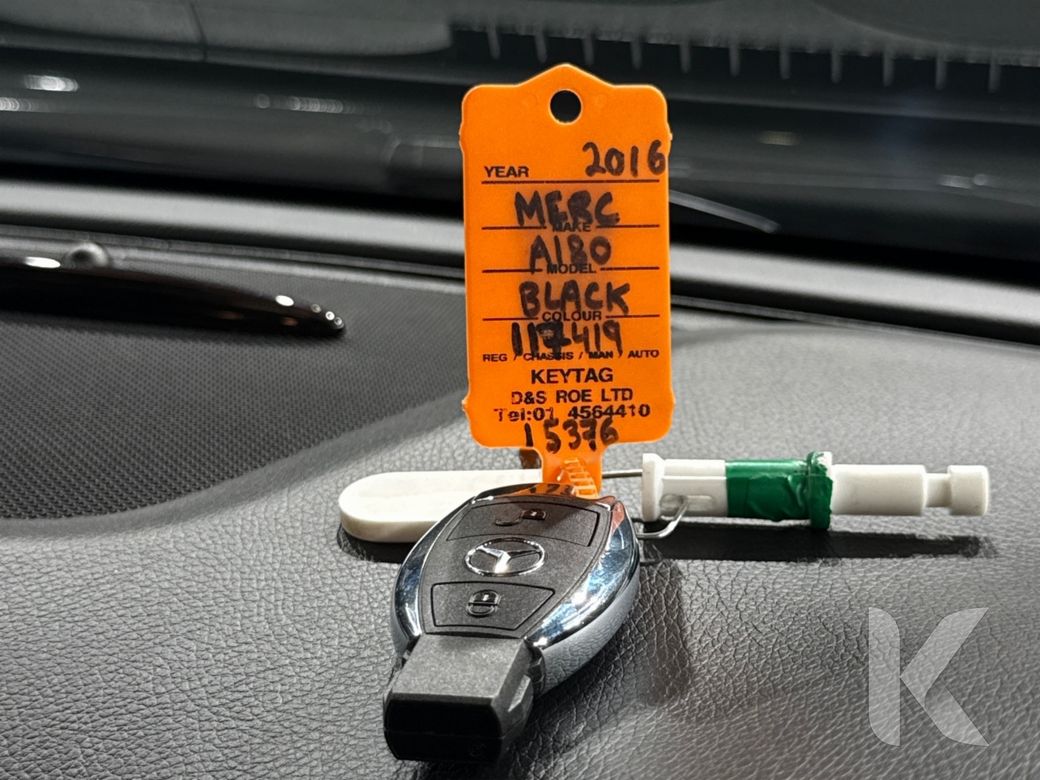 YEAR 2016
MERC
MAKE
A180
MODEL
BLACK
COLOUR
117419
REG / CHASSIS / MAN / AUTO
KEYTAG
D&S ROE LTD
Tel:01 4564410
15376
K